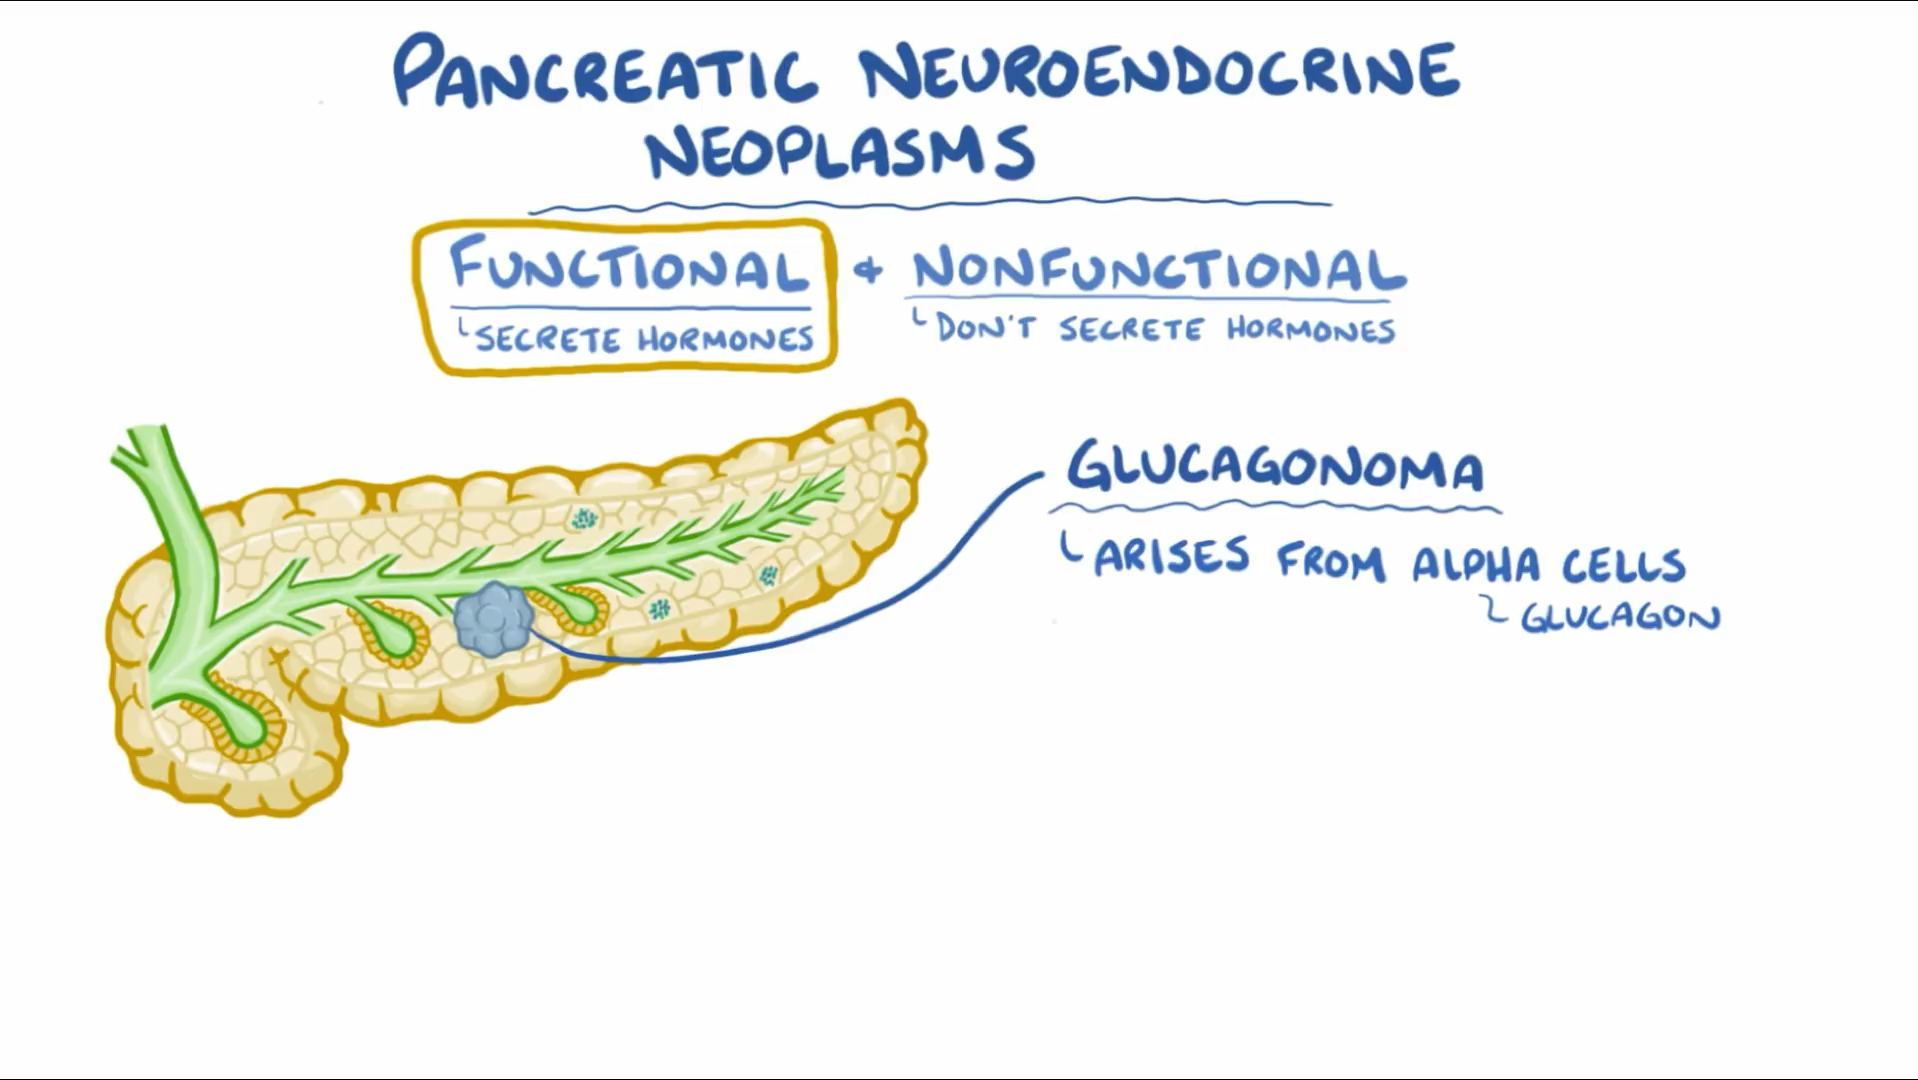 PANCREATIC NEUROENDOCRINE
NEOPLASMS
FUNCTIONAL & NONFUNCTIONAL
SECRETE HORMONES
DON'T SECRETE HORMONES
GLUCAGONOMA
ARISES FROM ALPHA CELLS
GLUCAGON